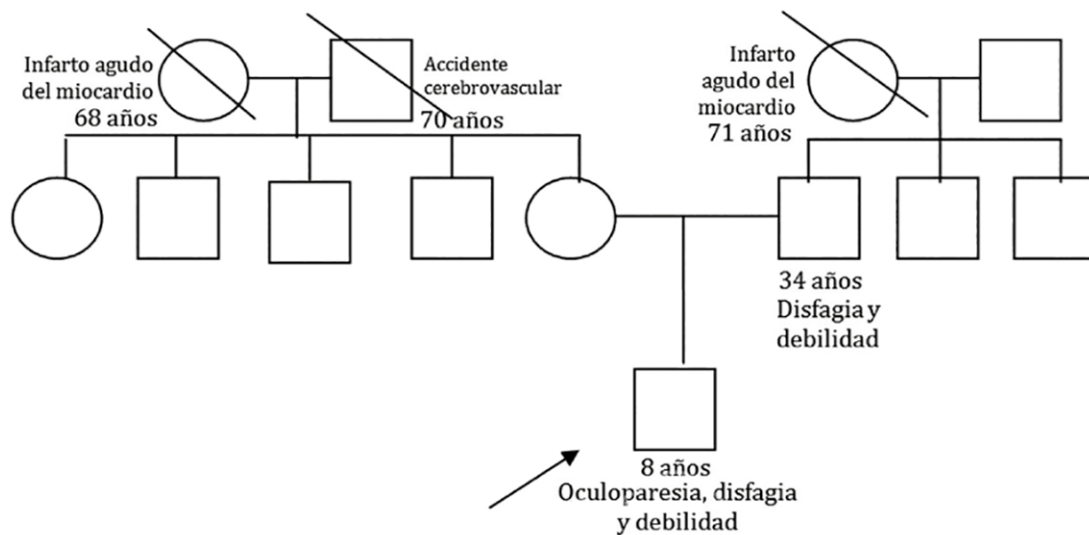 Infarto agudo
del miocardio
68 años
Accidente
cerebrovascular
70 años
Infarto
agudo del
miocardio
71 años
34 años
Disfagia y
debilidad
8 años
Oculoparesia, disfagia
y debilidad